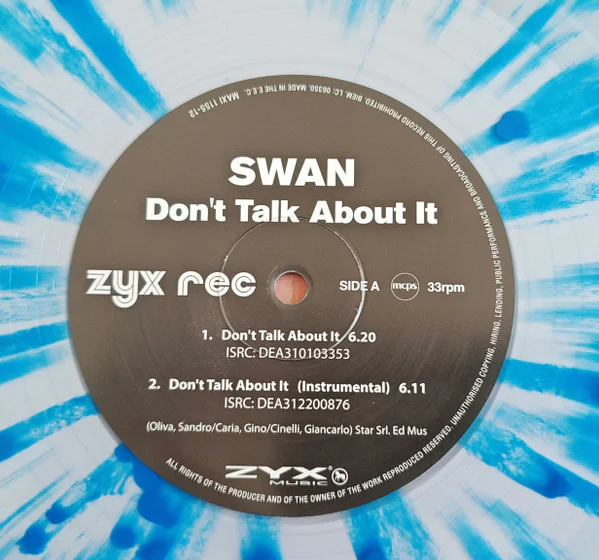 SWAN
Don't Talk About It
zyx rec
SIDE A mcps 33rpm
1. Don't Talk About It 6.20
ISRC: DEA310103353
2. Don't Talk About It (Instrumental) 6.11
ISRC: DEA312200876
(Oliva, Sandro/Caria, Gino/Cinelli, Giancarlo) Star Srl. Ed Mus
ZYX®
MUSIC
ALL RIGHTS OF THE PRODUCER AND OF THE OWNER OF THE WORK REPRODUCED RESERVED. UNAUTHORISED COPYING, HIRING, LENDING, PUBLIC PERFORMANCE AND BROADCASTING OF THIS RECORD PROHIBITED. BIEM. LC. 06350. MADE IN THE E.E.C. MAXI 1155-12